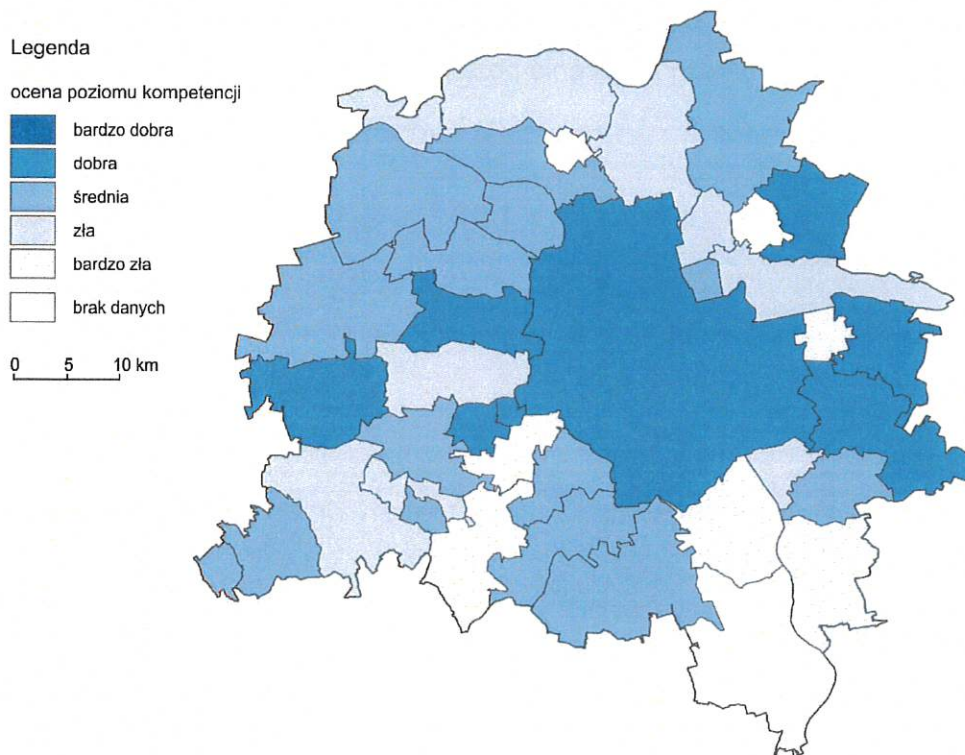 Legenda
ocena poziomu kompetencji
bardzo dobra
dobra
średnia
zła
bardzo zła
brak danych
0 5 10 km